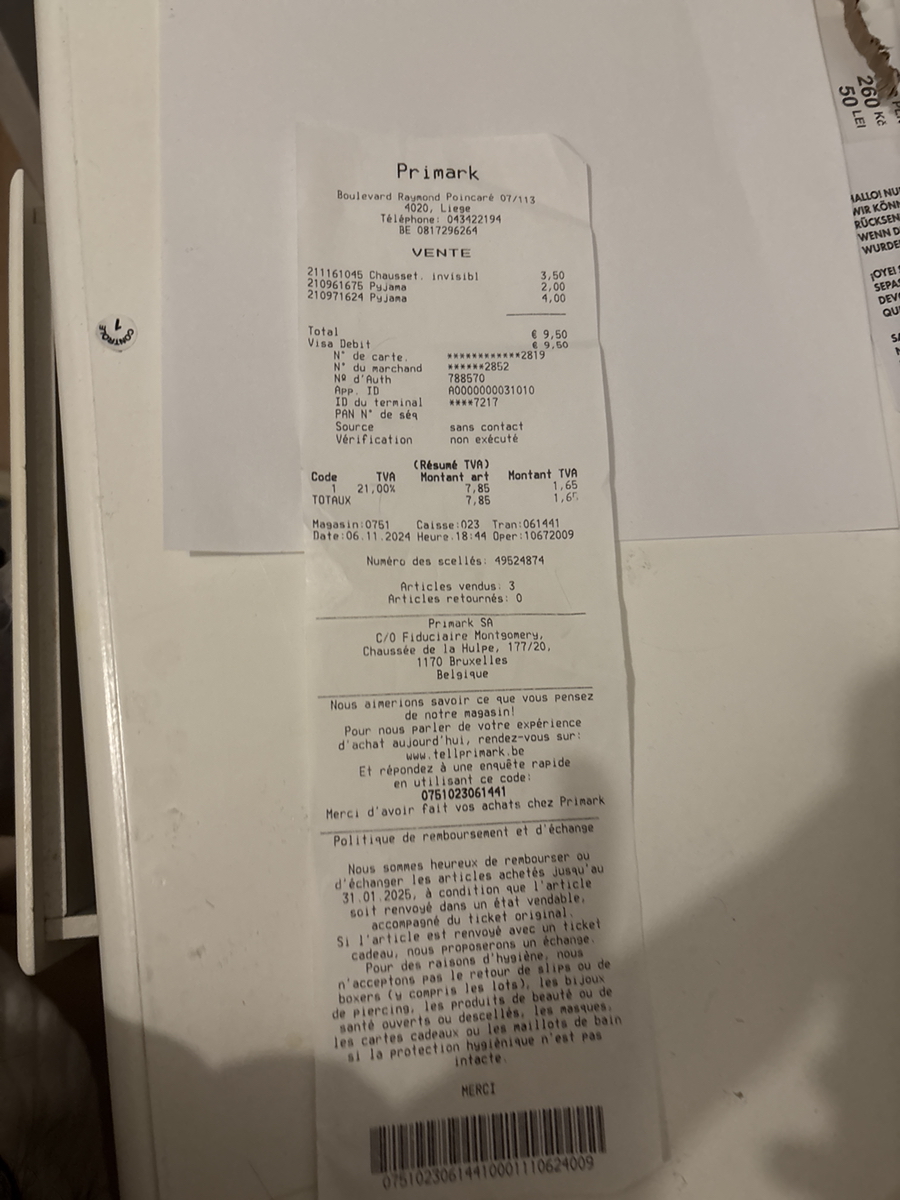 Primark
Boulevard Raymond Poincaré 07/113
4020, Liege
Téléphone: 043422194
BE 0817296264
VENTE
211161045 Chausset. invisibl 3,50
210961675 Pyjama 2,00
210971624 Pyjama 4,00
Total € 9,50
Visa Debit € 9,50
N° de carte. ************2819
N° du marchand ******2852
Nº d'Auth 788570
App. ID A0000000031010
ID du terminal ****7217
PAN N° de séq
Source sans contact
Vérification non exécuté
(Résumé TVA)
Code TVA Montant art Montant TVA
1 21,00% 7,85 1,65
TOTAUX 7,85 1,65
Magasin:0751 Caisse:023 Tran:061441
Date:06.11.2024 Heure.18:44 Oper:10672009
Numéro des scellés: 49524874
Articles vendus: 3
Articles retournés: 0
Primark SA
C/O Fiduciaire Montgomery,
Chaussée de la Hulpe, 177/20,
1170 Bruxelles
Belgique
Nous aimerions savoir ce que vous pensez
de notre magasin!
Pour nous parler de votre expérience
d'achat aujourd'hui, rendez-vous sur:
www.tellprimark.be
Et répondez à une enquête rapide
en utilisant ce code:
0751023061441
Merci d'avoir fait vos achats chez Primark
Politique de remboursement et d'échange
Nous sommes heureux de rembourser ou
d'échanger les articles achetés jusqu'au
31.01.2025, à condition que l'article
soit renvoyé dans un état vendable,
accompagné du ticket original.
Si l'article est renvoyé avec un ticket
cadeau, nous proposerons un échange.
Pour des raisons d'hygiène, nous
n'acceptons pas le retour de slips ou de
boxers (y compris les lots), les bijoux
de piercing, les produits de beauté ou de
santé ouverts ou descellés, les masques,
les cartes cadeaux ou les maillots de bain
si la protection hygiénique n'est pas
intacte.
MERCI
07510230614410001110624009
CONTROLE 1
260 Kč
50 LEI
WIR KÖNN
RÜCKSEN
WENN D
WURDE